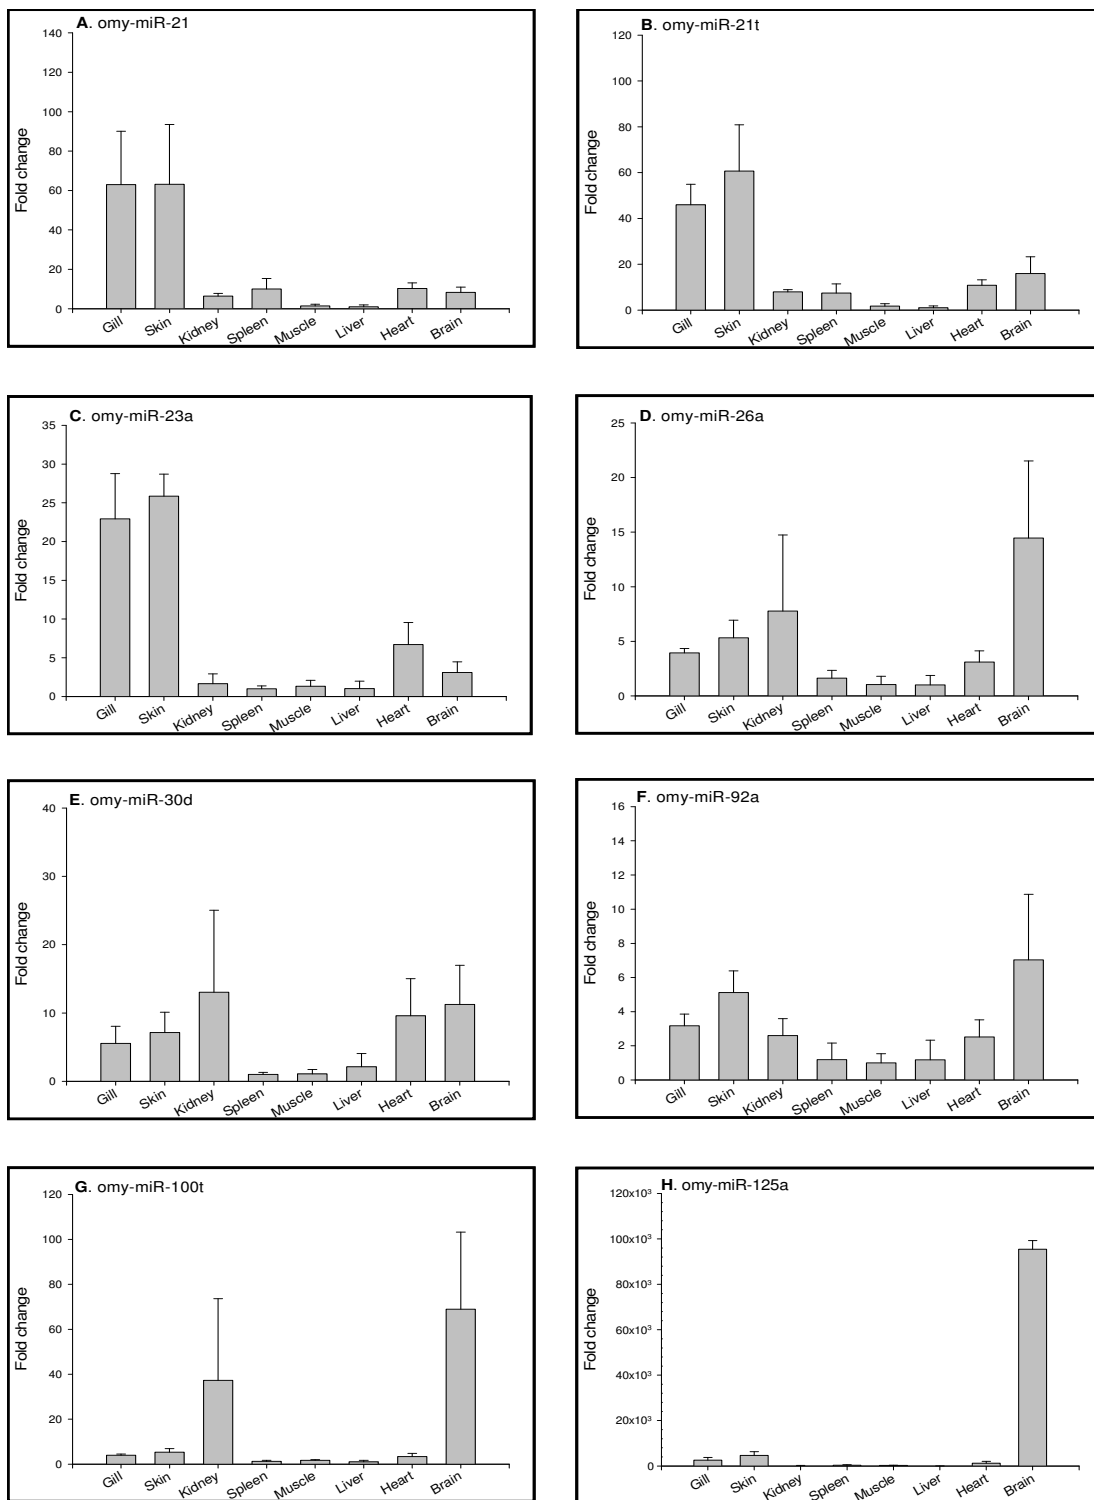 A. omy-miR-21
Fold change
140
120
100
80
60
40
20
0
Gill Skin Kidney Spleen Muscle Liver Heart Brain
B. omy-miR-21t
Fold change
120
100
80
60
40
20
0
Gill Skin Kidney Spleen Muscle Liver Heart Brain
C. omy-miR-23a
Fold change
35
30
25
20
15
10
5
0
Gill Skin Kidney Spleen Muscle Liver Heart Brain
D. omy-miR-26a
Fold change
25
20
15
10
5
0
Gill Skin Kidney Spleen Muscle Liver Heart Brain
E. omy-miR-30d
Fold change
40
30
20
10
0
Gill Skin Kidney Spleen Muscle Liver Heart Brain
F. omy-miR-92a
Fold change
16
14
12
10
8
6
4
2
0
Gill Skin Kidney Spleen Muscle Liver Heart Brain
G. omy-miR-100t
Fold change
120
100
80
60
40
20
0
Gill Skin Kidney Spleen Muscle Liver Heart Brain
H. omy-miR-125a
Fold change
120x10³
100x10³
80x10³
60x10³
40x10³
20x10³
0
Gill Skin Kidney Spleen Muscle Liver Heart Brain